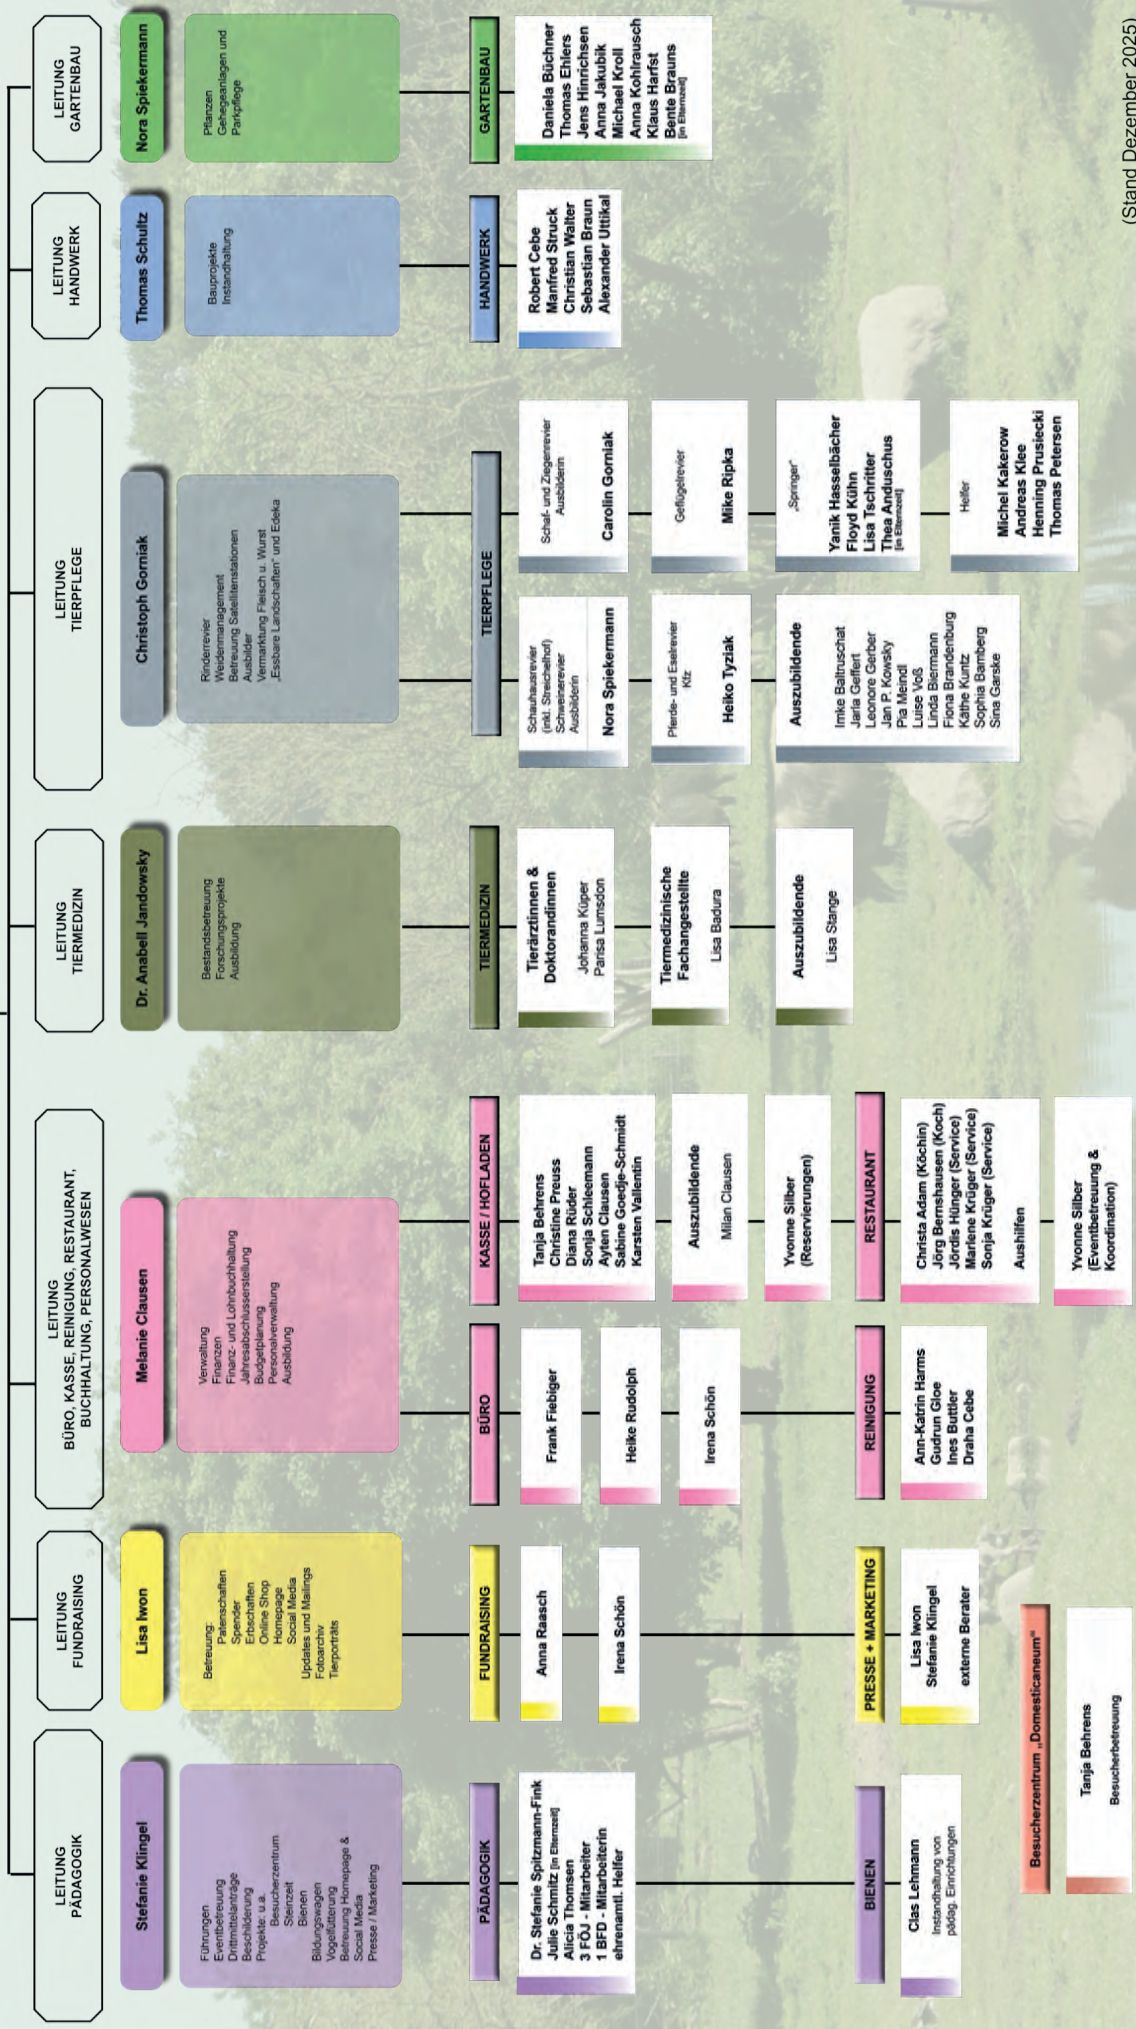 LEITUNG
PÄDAGOGIK
Stefanie Klingel
Führungen
Eventbetreuung
Drittmittelanträge
Beschilderung
Projekte: u.a.
Besucherzentrum
Steinzeit
Bienen
Bildungswagen
Vogelfütterung
Betreuung Homepage &
Social Media
Presse / Marketing
PÄDAGOGIK
Dr. Stefanie Spitzmann-Fink
Julie Schmitz [in Elternzeit]
Alicia Thomsen
3 FÖJ - Mitarbeiter
1 BFD - Mitarbeiterin
ehrenamtl. Helfer
BIENEN
Clas Lehmann
Instandhaltung von
pädag. Einrichtungen
LEITUNG
FUNDRAISING
Lisa Iwon
Betreuung:
Patenschaften
Spender
Erbschaften
Online Shop
Homepage
Social Media
Updates und Mailings
Fotoarchiv
Tierporträts
FUNDRAISING
Anna Raasch
Irena Schön
PRESSE + MARKETING
Lisa Iwon
Stefanie Klingel
externe Berater
Besucherzentrum „Domesticaneum“
Tanja Behrens
Besucherbetreuung
LEITUNG
BÜRO, KASSE, REINIGUNG, RESTAURANT,
BUCHHALTUNG, PERSONALWESEN
Melanie Clausen
Verwaltung
Finanzen
Finanz- und Lohnbuchhaltung
Jahresabschlusserstellung
Budgetplanung
Personalverwaltung
Ausbildung
BÜRO
Frank Fiebiger
Heike Rudolph
Irena Schön
REINIGUNG
Ann-Katrin Harms
Gudrun Gloe
Ines Buttler
Draha Cebe
KASSE / HOFLADEN
Tanja Behrens
Christine Preuss
Diana Rüder
Sonja Schleemann
Ayten Clausen
Sabine Goedje-Schmidt
Karsten Vallentin
Auszubildende
Milan Clausen
Yvonne Silber
(Reservierungen)
RESTAURANT
Christa Adam (Köchin)
Jörg Bernshausen (Koch)
Jördis Hünger (Service)
Marlene Krüger (Service)
Sonja Krüger (Service)
Aushilfen
Yvonne Silber
(Eventbetreuung &
Koordination)
LEITUNG
TIERMEDIZIN
Dr. Anabell Jandowsky
Bestandsbetreuung
Forschungsprojekte
Ausbildung
TIERMEDIZIN
Tierärztinnen &
Doktorandinnen
Johanna Küper
Parisa Lumsdon
Tiermedizinische
Fachangestellte
Lisa Badura
Auszubildende
Lisa Stange
LEITUNG
TIERPFLEGE
Christoph Gorniak
Rinderrevier
Weidenmanagement
Betreuung Satellitenstationen
Ausbilder
Vermarktung Fleisch u. Wurst
„Essbare Landschaften“ und Edeka
TIERPFLEGE
Schauhausrevier
(inkl. Streichelhof)
Schweinerevier
Ausbilderin
Nora Spiekermann
Pferde- und Eselrevier
Kfz
Heiko Tyziak
Auszubildende
Imke Baltruschat
Jarla Geffert
Leonore Gerber
Jan P. Kowsky
Pia Meindl
Luise Voß
Linda Biermann
Fiona Brandenburg
Käthe Kuntz
Sophia Bamberg
Sina Garske
Schaf- und Ziegenrevier
Ausbilderin
Carolin Gorniak
Geflügelrevier
Mike Ripka
„Springer“
Yanik Hasselbächer
Floyd Kühn
Lisa Tschritter
Thea Anduschus
[in Elternzeit]
Helfer
Michel Kakerow
Andreas Klee
Henning Prusiecki
Thomas Petersen
LEITUNG
HANDWERK
Thomas Schultz
Bauprojekte
Instandhaltung
HANDWERK
Robert Cebe
Manfred Struck
Christian Walter
Sebastian Braun
Alexander Uttikal
LEITUNG
GARTENBAU
Nora Spiekermann
Pflanzen
Gehegeanlagen und
Parkpflege
GARTENBAU
Daniela Büchner
Thomas Ehlers
Jens Hinrichsen
Anna Jakubik
Michael Kroll
Anna Kohlrausch
Klaus Harfst
Bente Brauns
[in Elternzeit]
(Stand Dezember 2025)